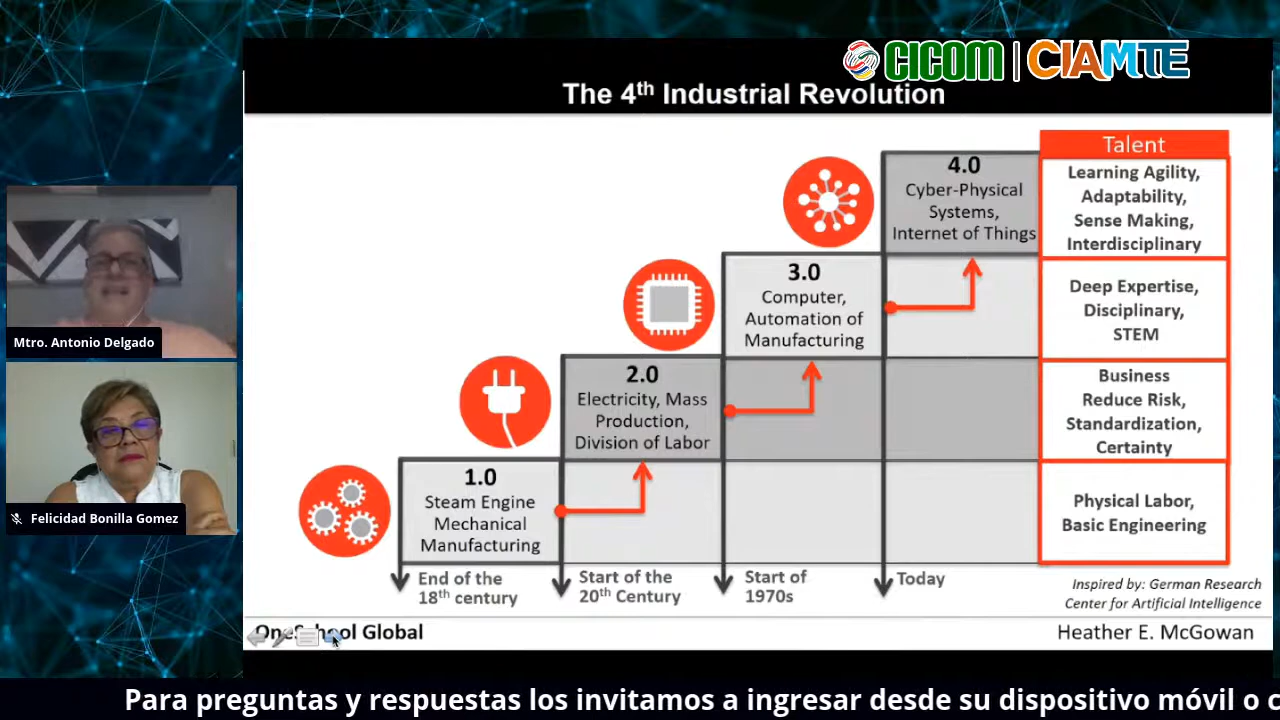 CICOM | CIAMTE
The 4th Industrial Revolution
Talent
4.0
Cyber-Physical
Systems,
Internet of Things
Learning Agility,
Adaptability,
Sense Making,
Interdisciplinary
3.0
Computer,
Automation of
Manufacturing
Deep Expertise,
Disciplinary,
STEM
2.0
Electricity, Mass
Production,
Division of Labor
Business
Reduce Risk,
Standardization,
Certainty
1.0
Steam Engine
Mechanical
Manufacturing
Physical Labor,
Basic Engineering
End of the
18th century
Start of the
20th Century
Start of
1970s
Today
Inspired by: German Research
Center for Artificial Intelligence
OneSchool Global
Heather E. McGowan
Mtro. Antonio Delgado
Felicidad Bonilla Gomez
Para preguntas y respuestas los invitamos a ingresar desde su dispositivo móvil o